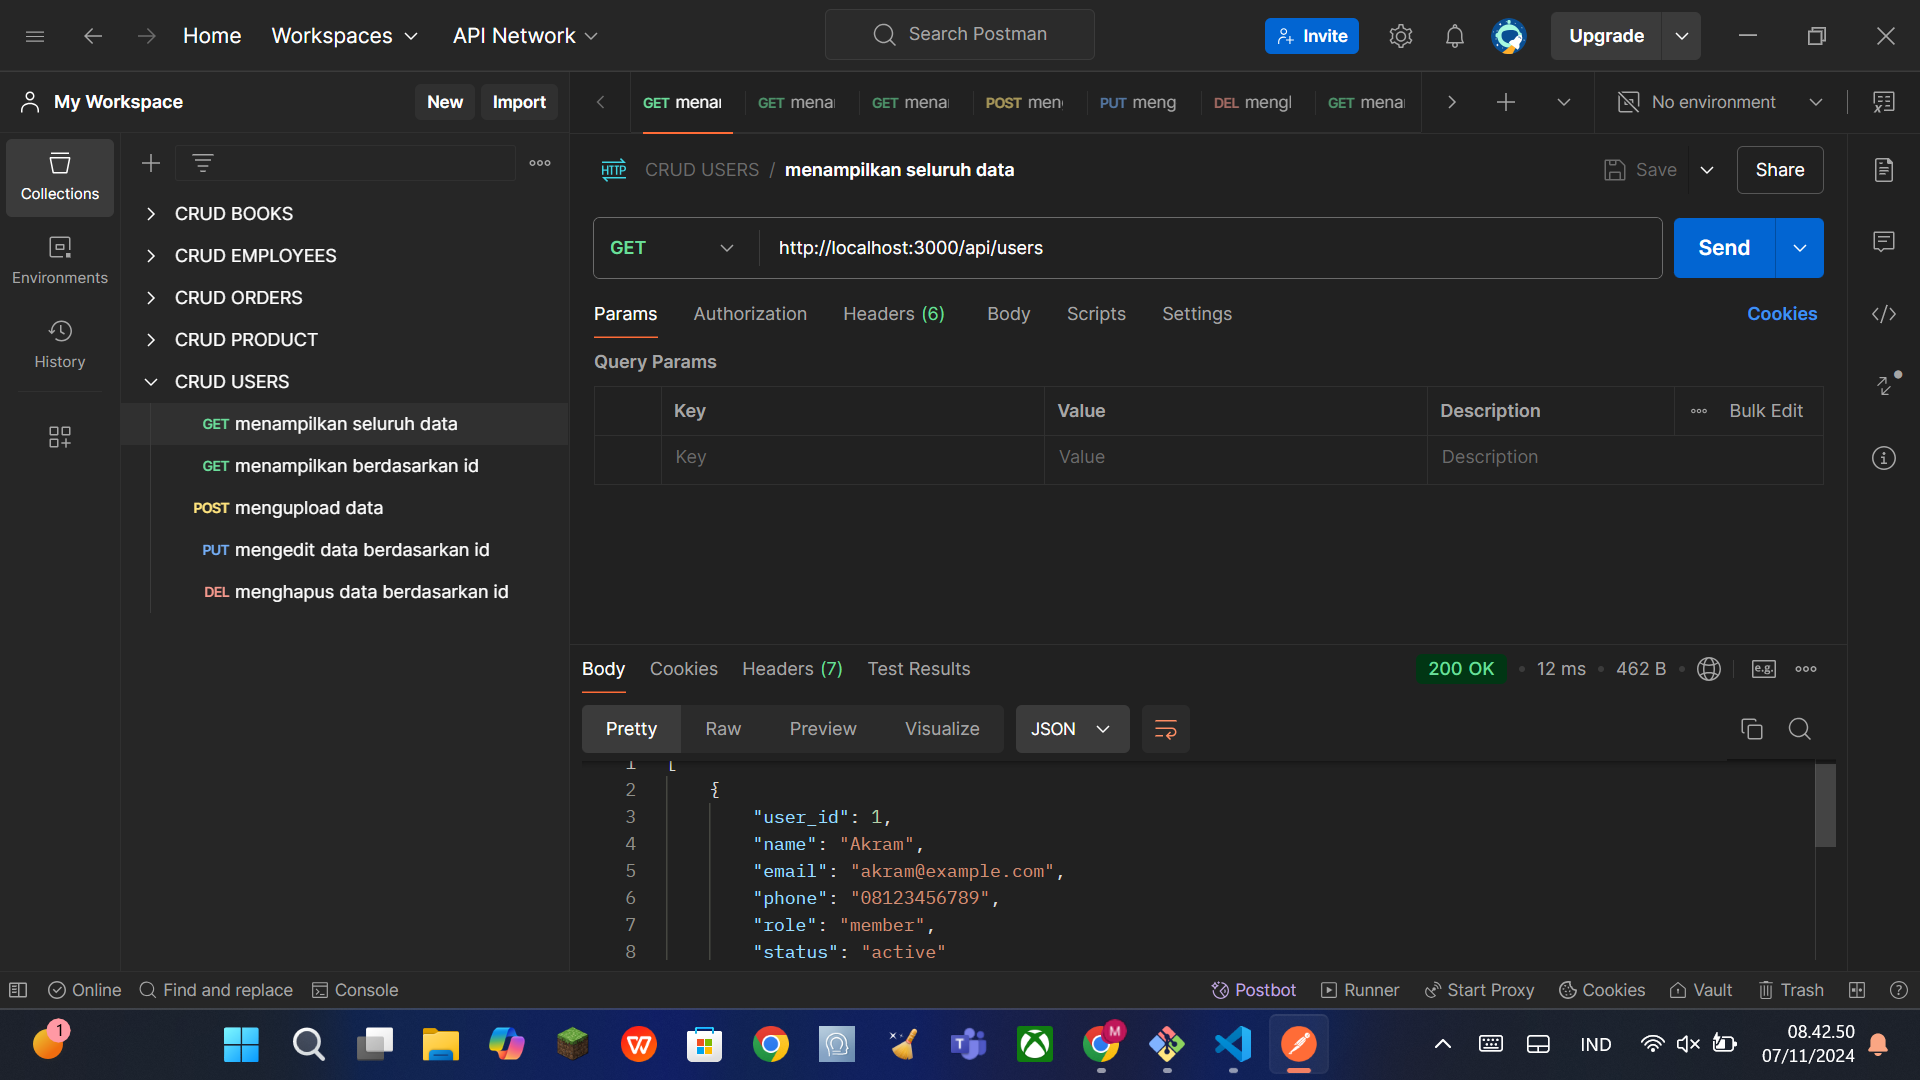 Home
Workspaces
API Network
Search Postman
Invite
Upgrade
My Workspace
New
Import
GET
GET
GET
POST
PUT
DEL
GET
No environment
Collections
Environments
History
CRUD BOOKS
CRUD EMPLOYEES
CRUD ORDERS
CRUD PRODUCT
CRUD USERS
GET menampilkan seluruh data
GET menampilkan berdasarkan id
POST mengupload data
PUT mengedit data berdasarkan id
DEL menghapus data berdasarkan id
HTTP CRUD USERS / menampilkan seluruh data
Save
Share
GET
http://localhost:3000/api/users
Send
Params
Authorization
Headers (6)
Body
Scripts
Settings
Cookies
Query Params
Key
Value
Description
Bulk Edit
Key
Value
Description
Body
Cookies
Headers (7)
Test Results
200 OK
12 ms
462 B
e.g.
Pretty
Raw
Preview
Visualize
JSON
1 [
2 {
3 "user_id": 1,
4 "name": "Akram",
5 "email": "akram@example.com",
6 "phone": "08123456789",
7 "role": "member",
8 "status": "active"
Online
Find and replace
Console
Postbot
Runner
Start Proxy
Cookies
Vault
Trash
1
M
IND
08.42.50
07/11/2024